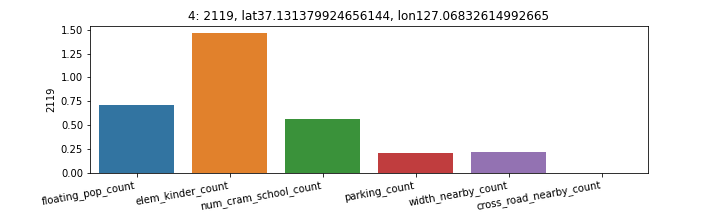 4: 2119, lat37.131379924656144, lon127.06832614992665
1.50
1.25
1.00
0.75
0.50
0.25
0.00
2119
floating_pop_count
elem_kinder_count
num_cram_school_count
parking_count
width_nearby_count
cross_road_nearby_count